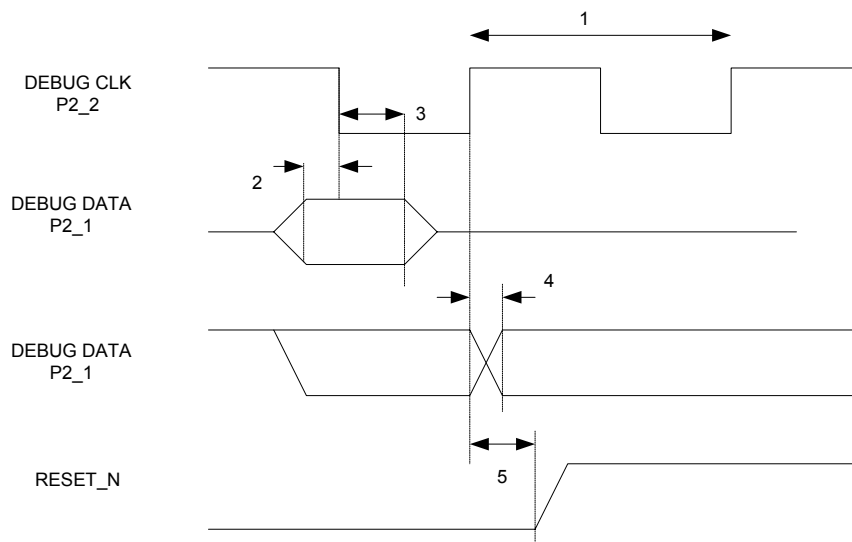 1
DEBUG CLK
P2_2
3
2
DEBUG DATA
P2_1
4
DEBUG DATA
P2_1
5
RESET_N